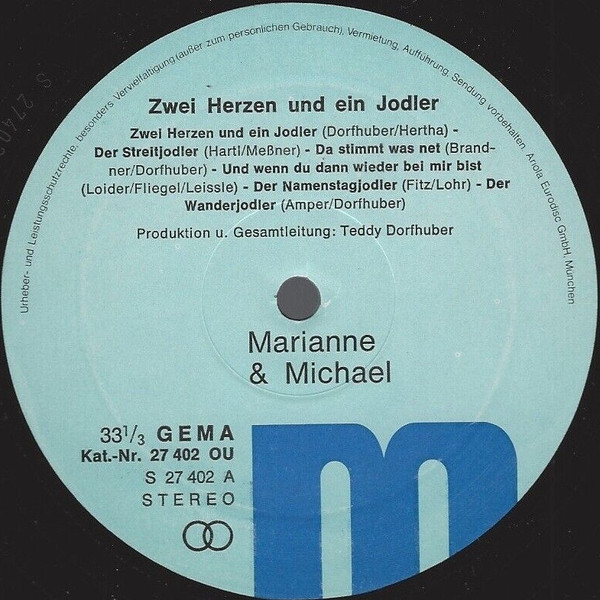 Urheber- und Leistungsschutzrechte, besonders Vervielfältigung (außer zum persönlichen Gebrauch), Vermietung, Aufführung, Sendung vorbehalten. Ariola Eurodisc GmbH, München
Zwei Herzen und ein Jodler
Zwei Herzen und ein Jodler (Dorfhuber/Hertha) -
Der Streitjodler (Hartl/Meßner) - Da stimmt was net (Brand-
ner/Dorfhuber) - Und wenn du dann wieder bei mir bist
(Loider/Fliegel/Leissle) - Der Namenstagjodler (Fitz/Lohr) - Der
Wanderjodler (Amper/Dorfhuber)
Produktion u. Gesamtleitung: Teddy Dorfhuber
Marianne
& Michael
33 1/3 GEMA
Kat.-Nr. 27 402 OU
S 27 402 A
STEREO
m